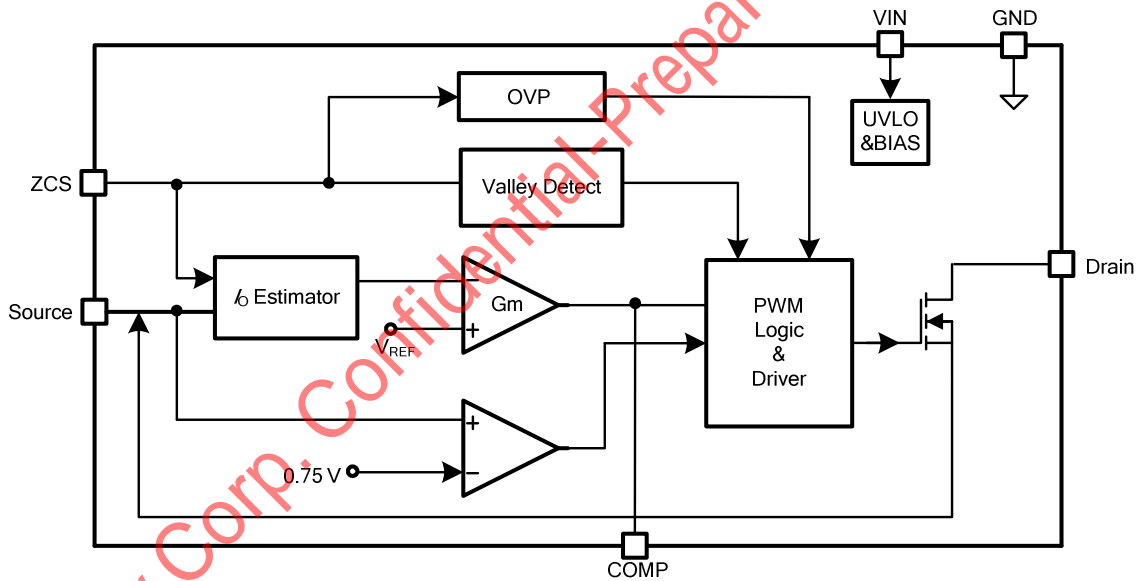 VIN
GND
OVP
UVLO
&BIAS
ZCS
Valley Detect
Drain
Source
IO Estimator
−
Gm
+
VREF
PWM
Logic
&
Driver
+
0.75 V
−
COMP
Corp. Confidential-Prepar